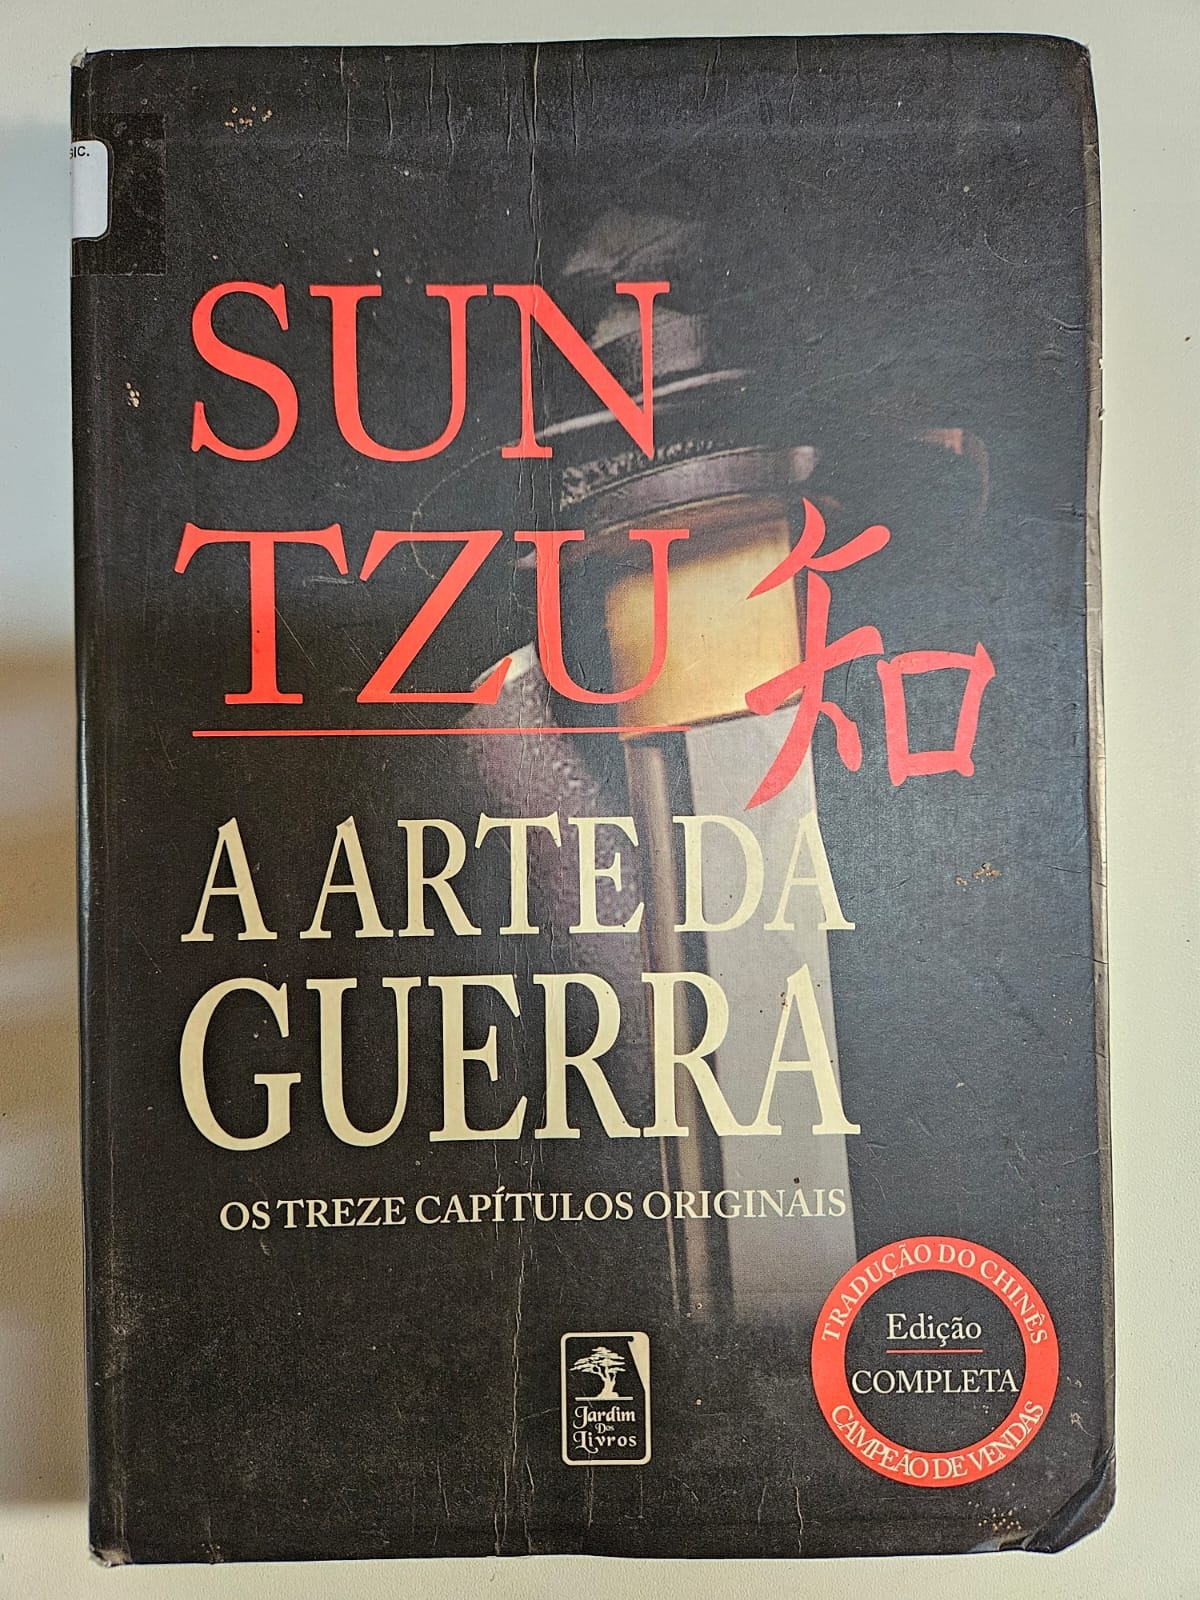 SIC.
SUN
TZU
知
A ARTE DA
GUERRA
OS TREZE CAPÍTULOS ORIGINAIS
TRADUÇÃO DO CHINÊS
Edição
COMPLETA
CAMPEÃO DE VENDAS
Jardim
Dos
Livros